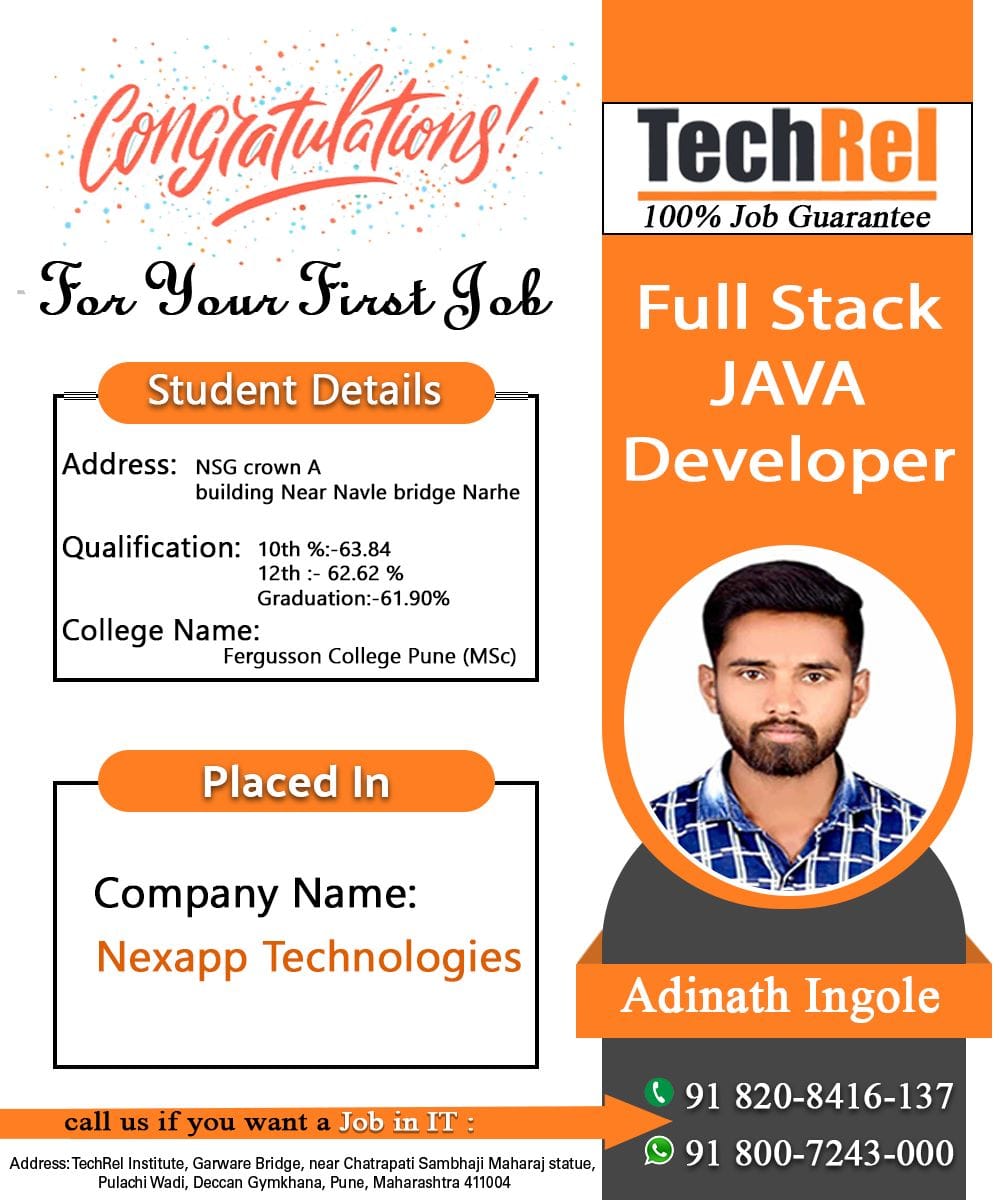 Congratulations!
For Your First Job
Student Details
Address: NSG crown A
building Near Navle bridge Narhe
Qualification: 10th %:-63.84
12th :- 62.62 %
Graduation:-61.90%
College Name:
Fergusson College Pune (MSc)
Placed In
Company Name:
Nexapp Technologies
TechRel
100% Job Guarantee
Full Stack
JAVA
Developer
Adinath Ingole
91 820-8416-137
91 800-7243-000
call us if you want a Job in IT :
Address: TechRel Institute, Garware Bridge, near Chatrapati Sambhaji Maharaj statue,
Pulachi Wadi, Deccan Gymkhana, Pune, Maharashtra 411004